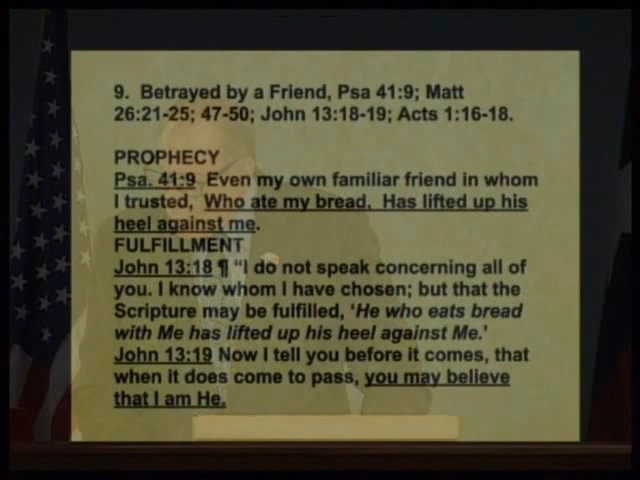 9. Betrayed by a Friend, Psa 41:9; Matt
26:21-25; 47-50; John 13:18-19; Acts 1:16-18.
PROPHECY
Psa. 41:9 Even my own familiar friend in whom
I trusted, Who ate my bread, Has lifted up his
heel against me.
FULFILLMENT
John 13:18 ¶ “I do not speak concerning all of
you. I know whom I have chosen; but that the
Scripture may be fulfilled, ‘He who eats bread
with Me has lifted up his heel against Me.’
John 13:19 Now I tell you before it comes, that
when it does come to pass, you may believe
that I am He.